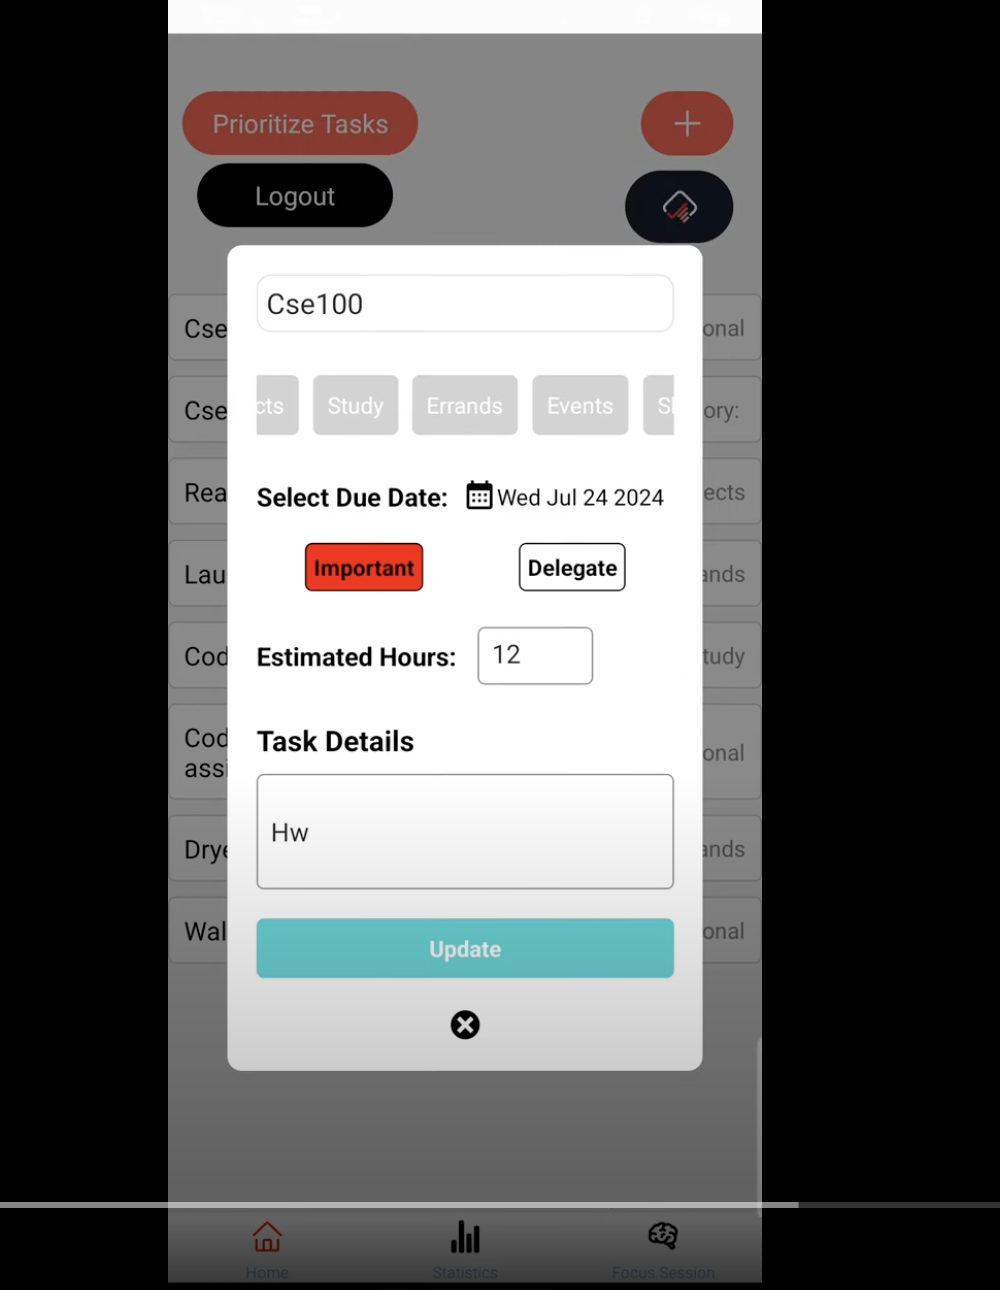 Prioritize Tasks
+
Logout
Cse100
Cse
onal
cts Study Errands Events
Cse
ory:
Select Due Date: Wed Jul 24 2024
Rea
ects
Important Delegate
Lau
ands
Estimated Hours: 12
Cod
tudy
Task Details
Cod
assi
onal
Hw
Drye
ands
Update
Wal
onal
Home Statistics Focus Session